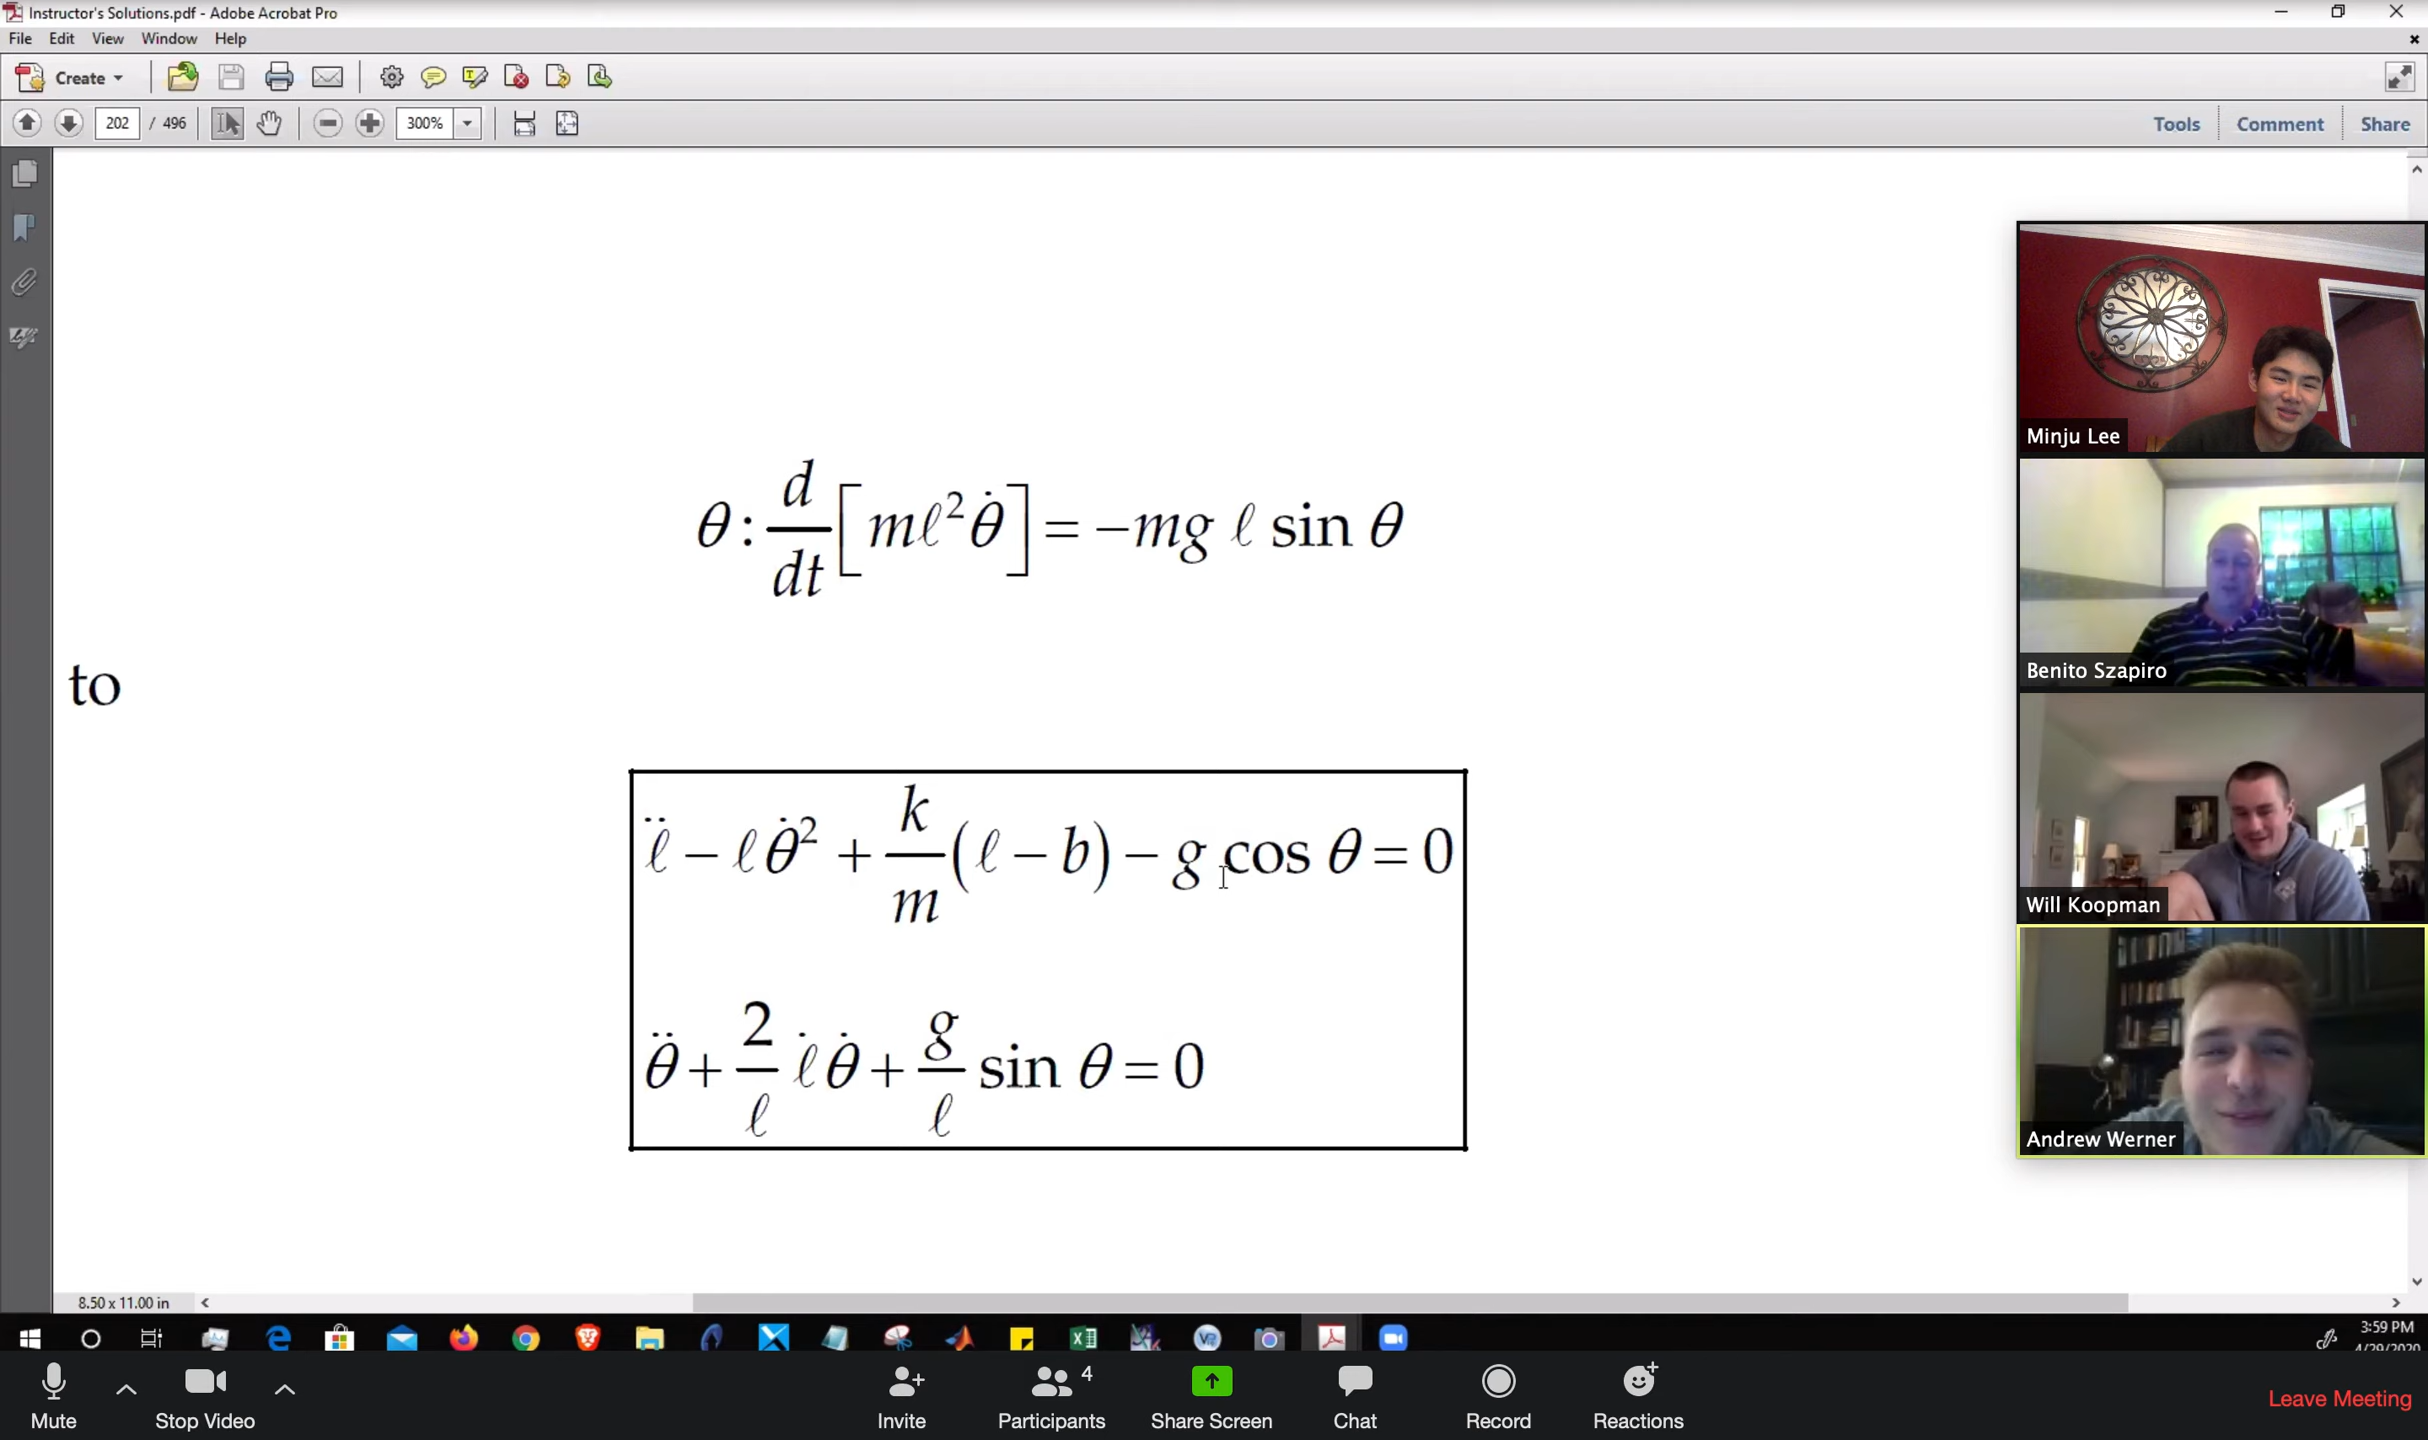 Instructor's Solutions.pdf - Adobe Acrobat Pro
File Edit View Window Help
Create
202 / 496 300% Tools Comment Share
θ: d/dt [mℓ²θ̇] = −mg ℓ sin θ
to
ℓ̈ − ℓθ̇² + k/m (ℓ − b) − g cos θ = 0
θ̈ + 2/ℓ ℓ̇θ̇ + g/ℓ sin θ = 0
Minju Lee
Benito Szapiro
Will Koopman
Andrew Werner
8.50 x 11.00 in
3:59 PM
4/29/2020
Mute Stop Video Invite Participants 4 Share Screen Chat Record Reactions Leave Meeting